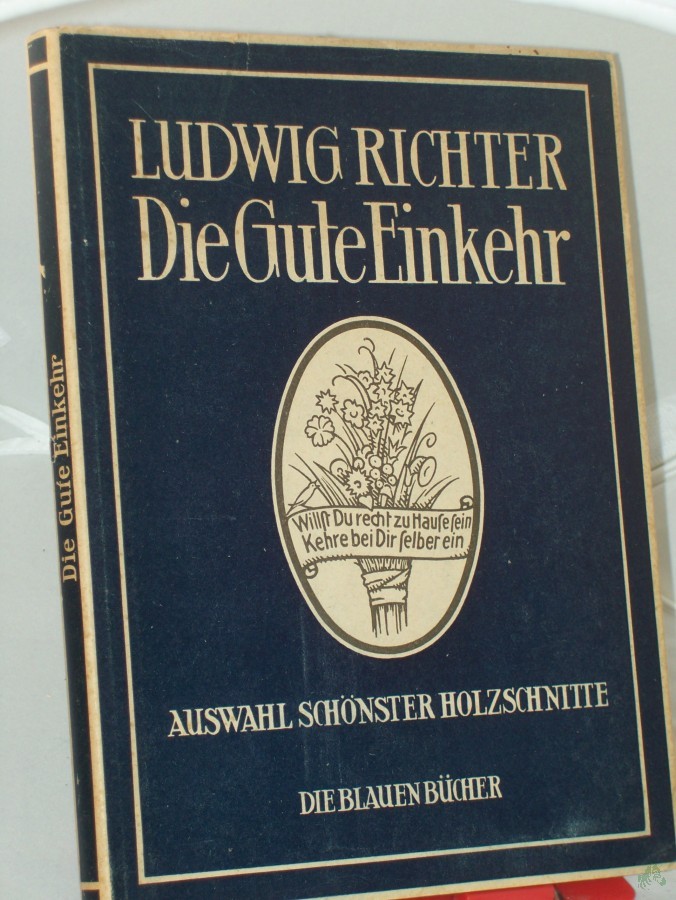 LUDWIG RICHTER
Die Gute Einkehr
Willſt Du recht zu Hauſe ſein
Kehre bei Dir ſelber ein
AUSWAHL SCHÖNSTER HOLZSCHNITTE
DIE BLAUEN BÜCHER
Die Gute Einkehr